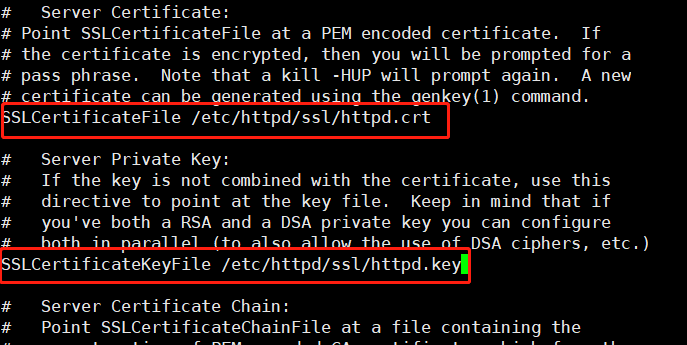 #   Server Certificate:
# Point SSLCertificateFile at a PEM encoded certificate.  If
# the certificate is encrypted, then you will be prompted for a
# pass phrase.  Note that a kill -HUP will prompt again.  A new
# certificate can be generated using the genkey(1) command.
SSLCertificateFile /etc/httpd/ssl/httpd.crt
#   Server Private Key:
#   If the key is not combined with the certificate, use this
#   directive to point at the key file.  Keep in mind that if
#   you've both a RSA and a DSA private key you can configure
#   both in parallel (to also allow the use of DSA ciphers, etc.)
SSLCertificateKeyFile /etc/httpd/ssl/httpd.key
#   Server Certificate Chain:
#   Point SSLCertificateChainFile at a file containing the